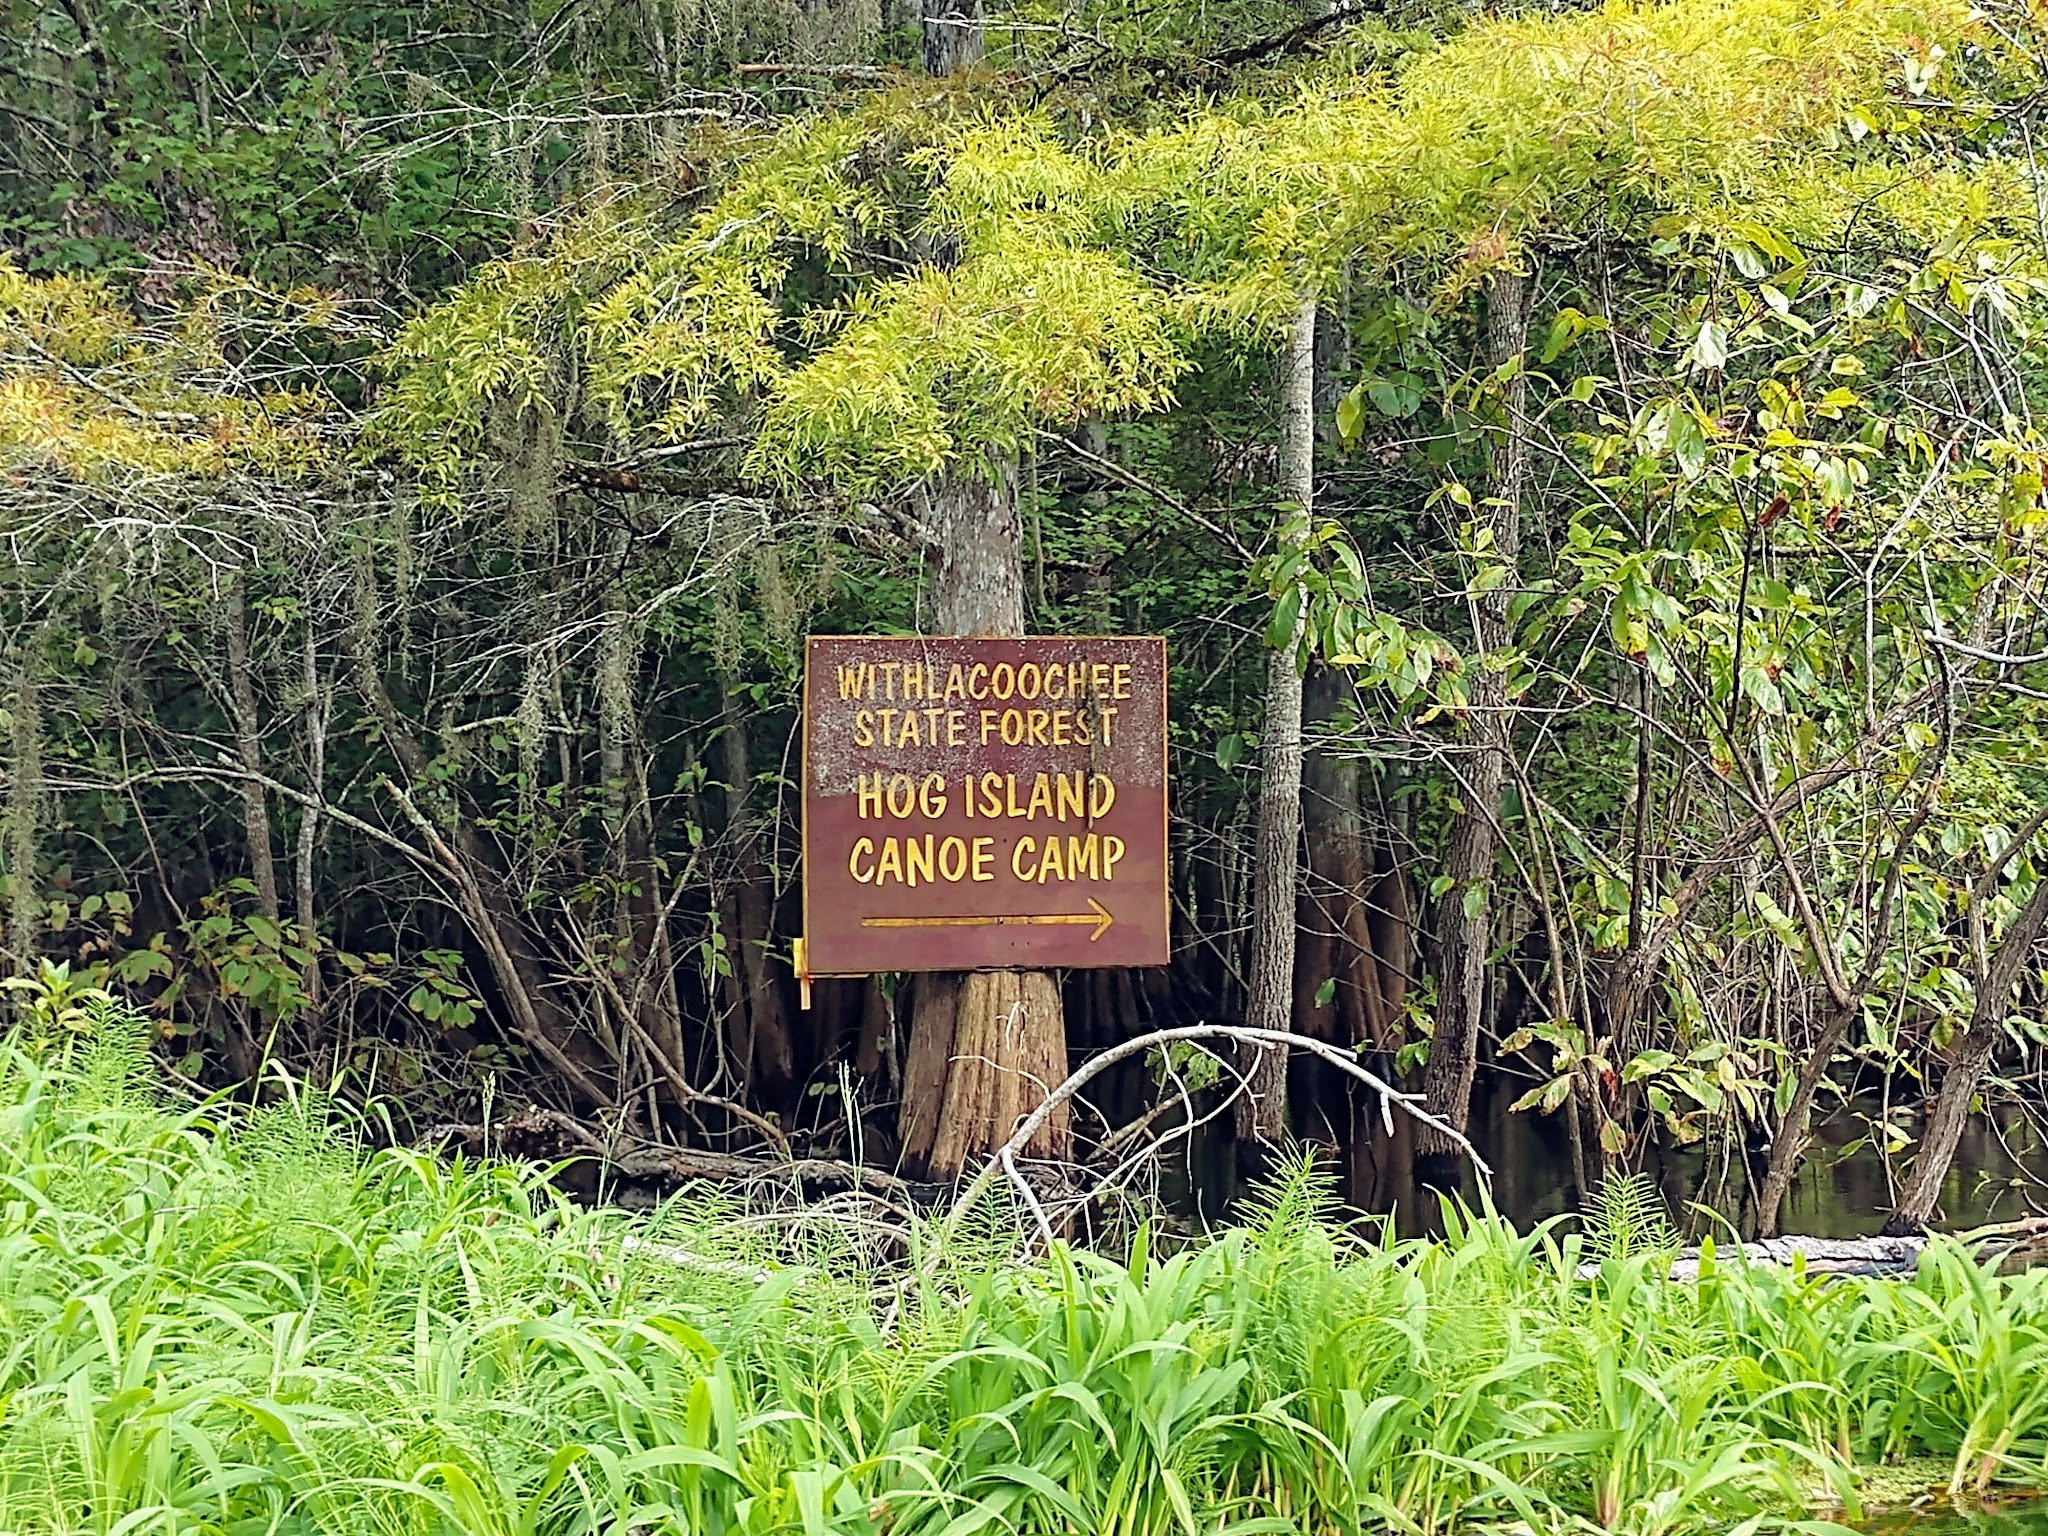 WITHLACOOCHEE
STATE FOREST
HOG ISLAND
CANOE CAMP